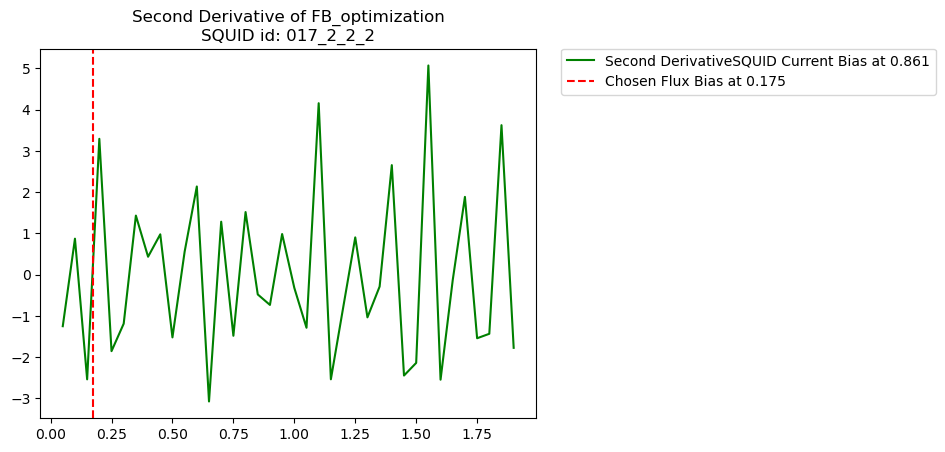 Second Derivative of FB_optimization
SQUID id: 017_2_2_2
Second DerivativeSQUID Current Bias at 0.861
Chosen Flux Bias at 0.175
5
4
3
2
1
0
−1
−2
−3
0.00 0.25 0.50 0.75 1.00 1.25 1.50 1.75